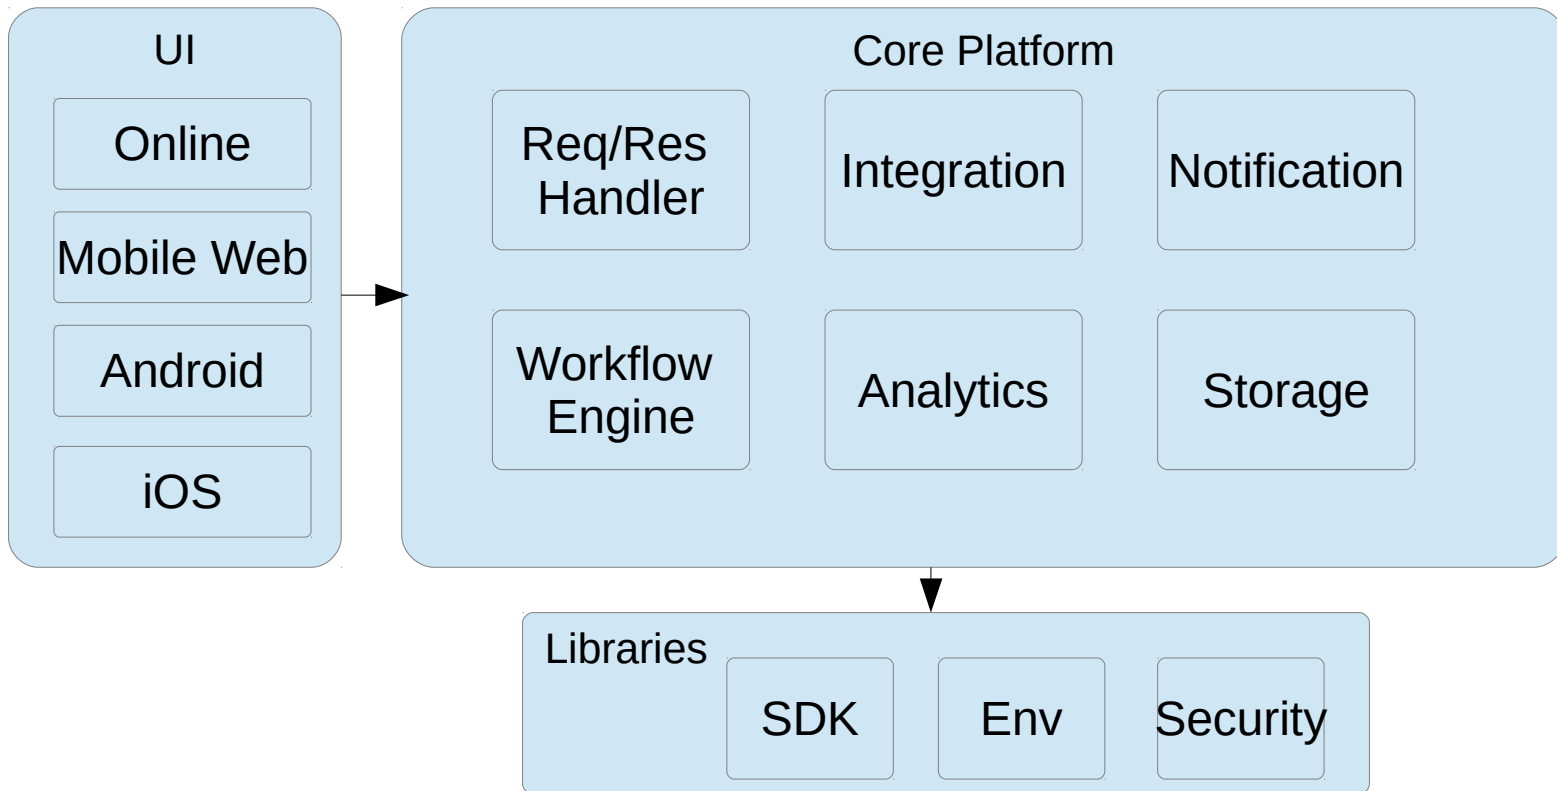 UI
Online
Mobile Web
Android
iOS
Core Platform
Req/Res
Handler
Integration
Notification
Workflow
Engine
Analytics
Storage
Libraries
SDK
Env
Security